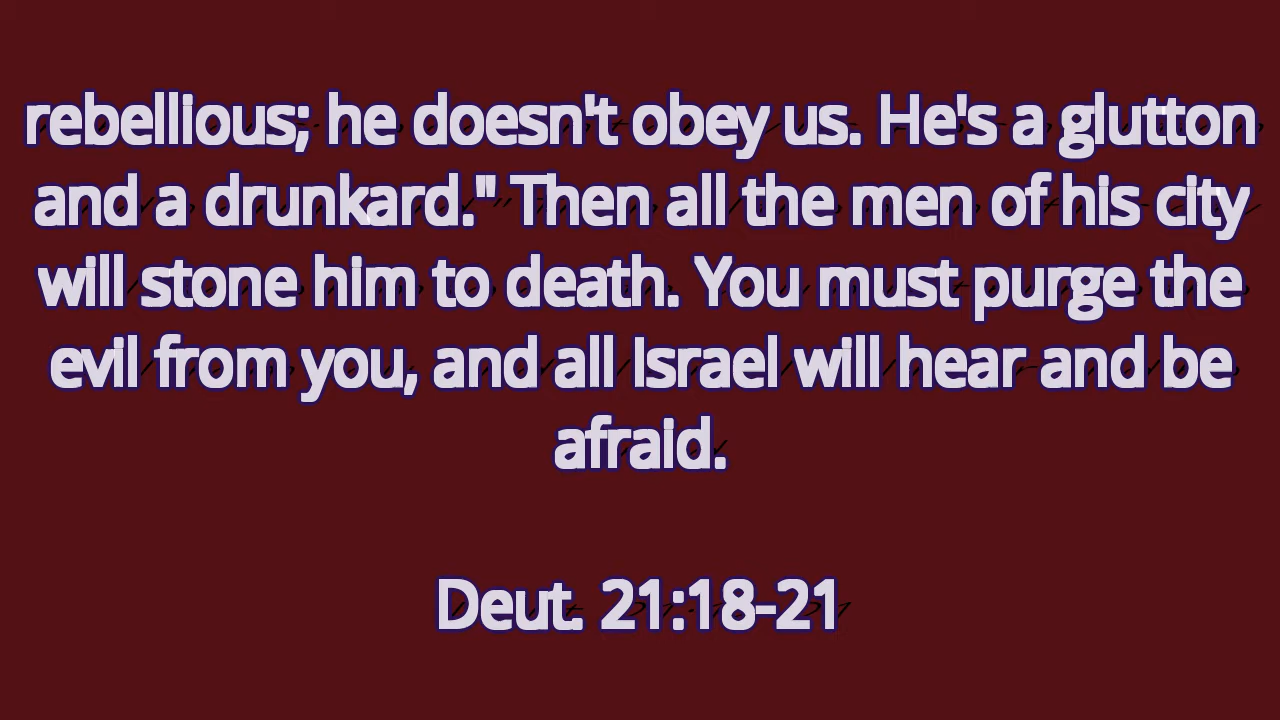 rebellious; he doesn't obey us. He's a glutton
and a drunkard." Then all the men of his city
will stone him to death. You must purge the
evil from you, and all Israel will hear and be
afraid.
Deut. 21:18-21